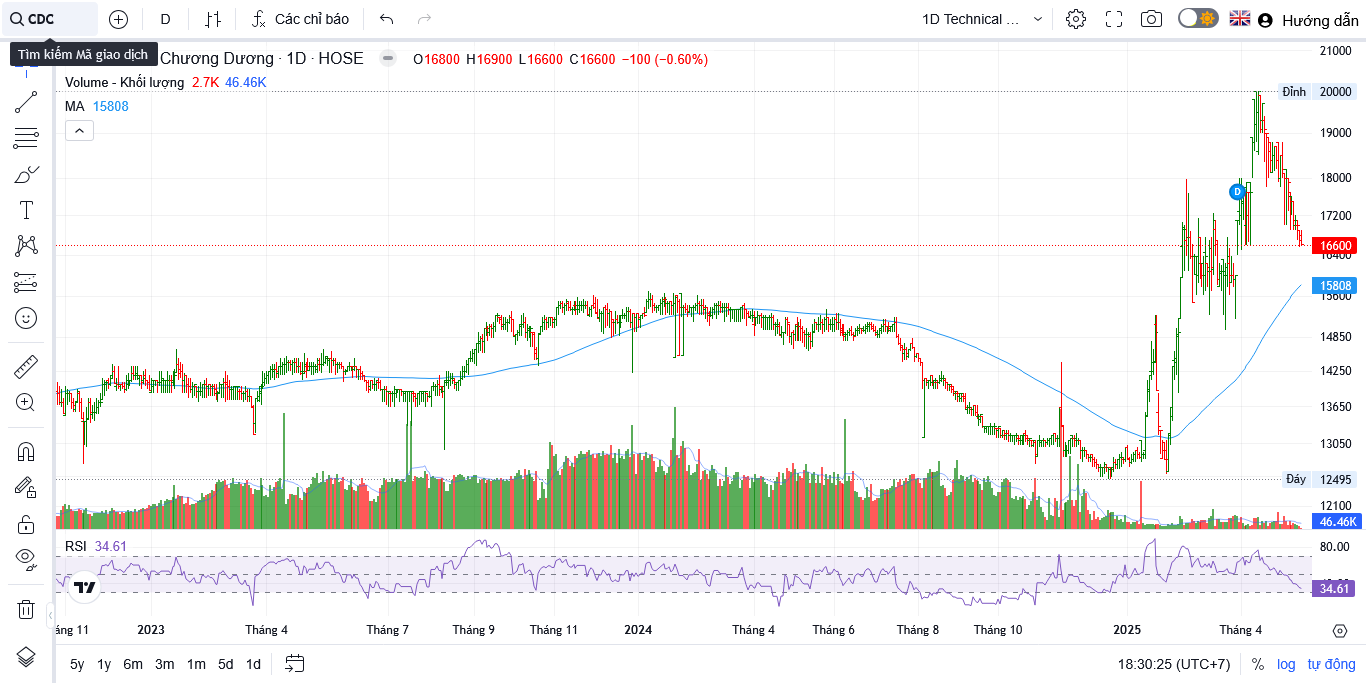 CDC
D
Các chỉ báo
1D Technical ...
Hướng dẫn
Tìm kiếm Mã giao dịch
Chương Dương · 1D · HOSE
O16800 H16900 L16600 C16600 −100 (−0.60%)
Volume - Khối lượng 2.7K 46.46K
MA 15808
21000
Đỉnh 20000
19000
18000
D
17200
16600
16400
15808
15600
14850
14250
13650
13050
Đáy 12495
12100
46.46K
RSI 34.61
80.00
34.61
áng 11 2023 Tháng 4 Tháng 7 Tháng 9 Tháng 11 2024 Tháng 4 Tháng 6 Tháng 8 Tháng 10 2025 Tháng 4
5y 1y 6m 3m 1m 5d 1d
18:30:25 (UTC+7) % log tự động